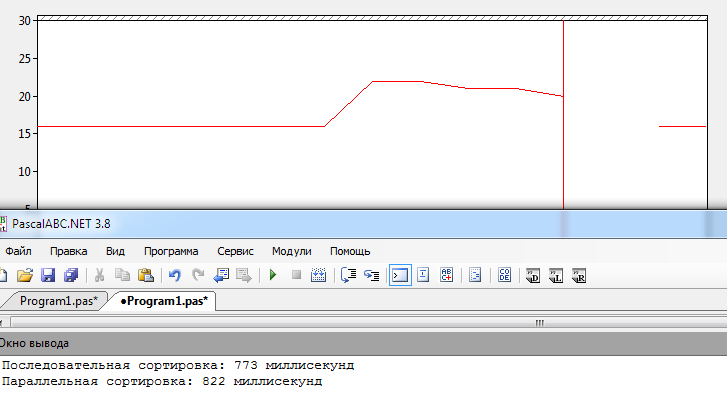 30
25
20
15
10
5
PascalABC.NET 3.8
Файл Правка Вид Программа Сервис Модули Помощь
Program1.pas* •Program1.pas*
Окно вывода
Последовательная сортировка: 773 миллисекунд
Параллельная сортировка: 822 миллисекунд